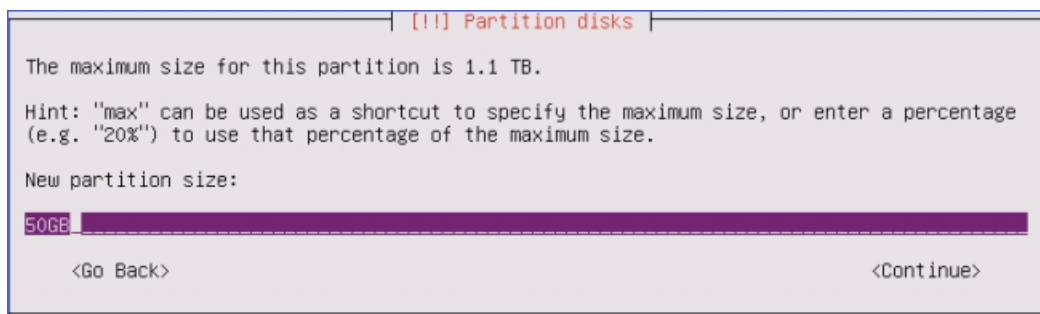 [!!] Partition disks
The maximum size for this partition is 1.1 TB.
Hint: "max" can be used as a shortcut to specify the maximum size, or enter a percentage
(e.g. "20%") to use that percentage of the maximum size.
New partition size:
50GB
<Go Back> <Continue>